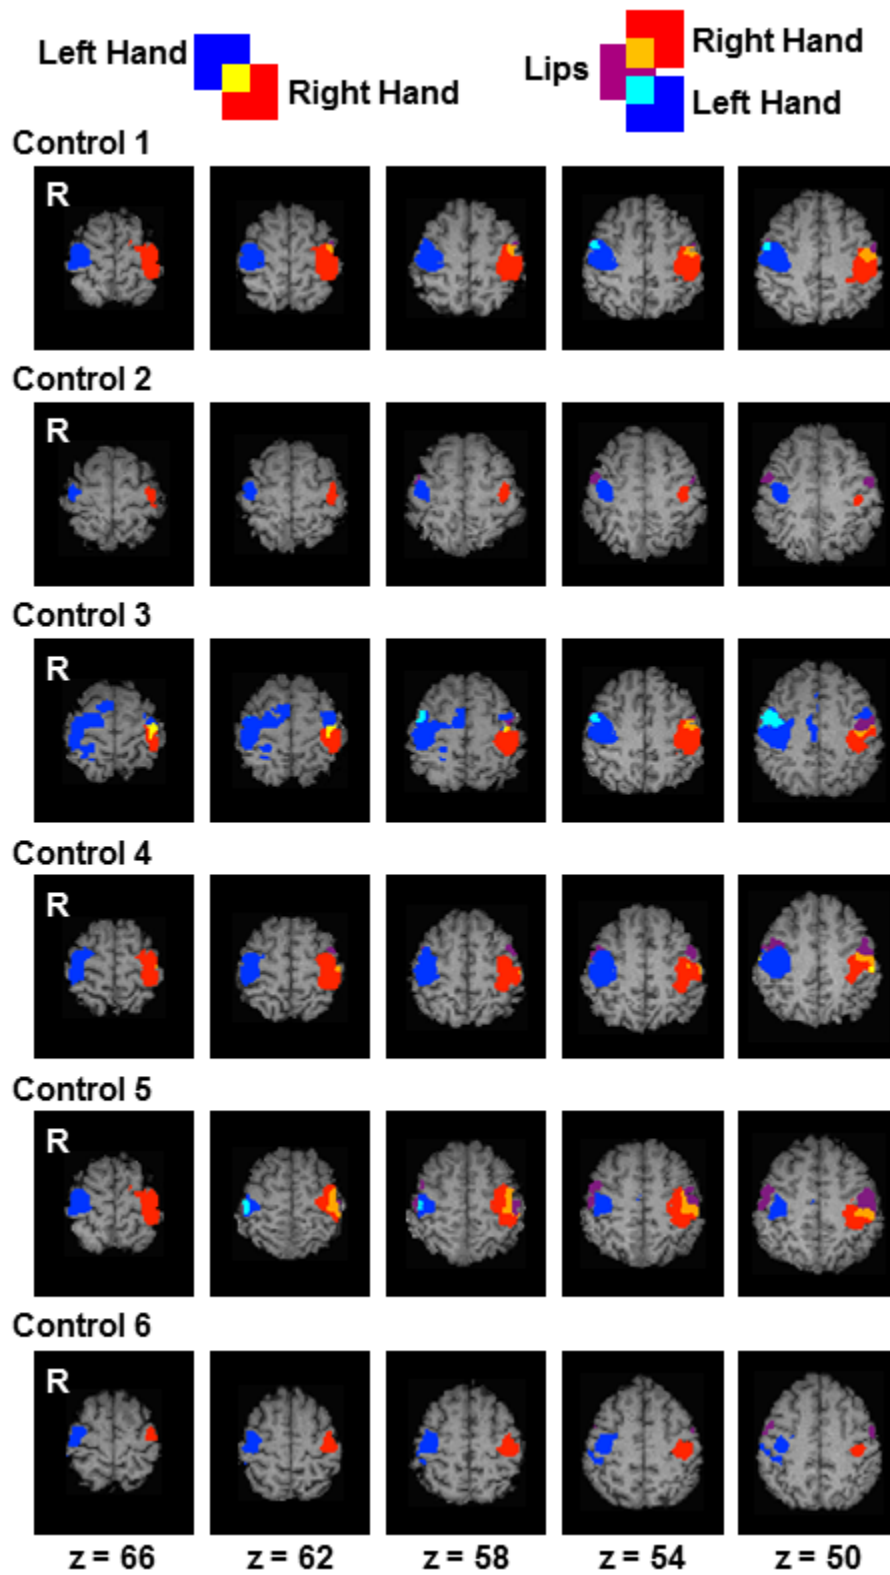 Left Hand
Right Hand
Lips
Right Hand
Left Hand
Control 1
R
Control 2
R
Control 3
R
Control 4
R
Control 5
R
Control 6
R
z = 66 z = 62 z = 58 z = 54 z = 50